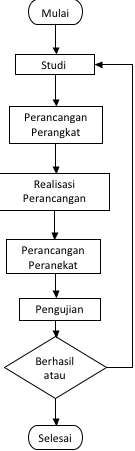 Mulai
Studi
Perancangan
Perangkat
Realisasi
Perancangan
Perancangan
Perangkat
Pengujian
Berhasil
atau
Selesai